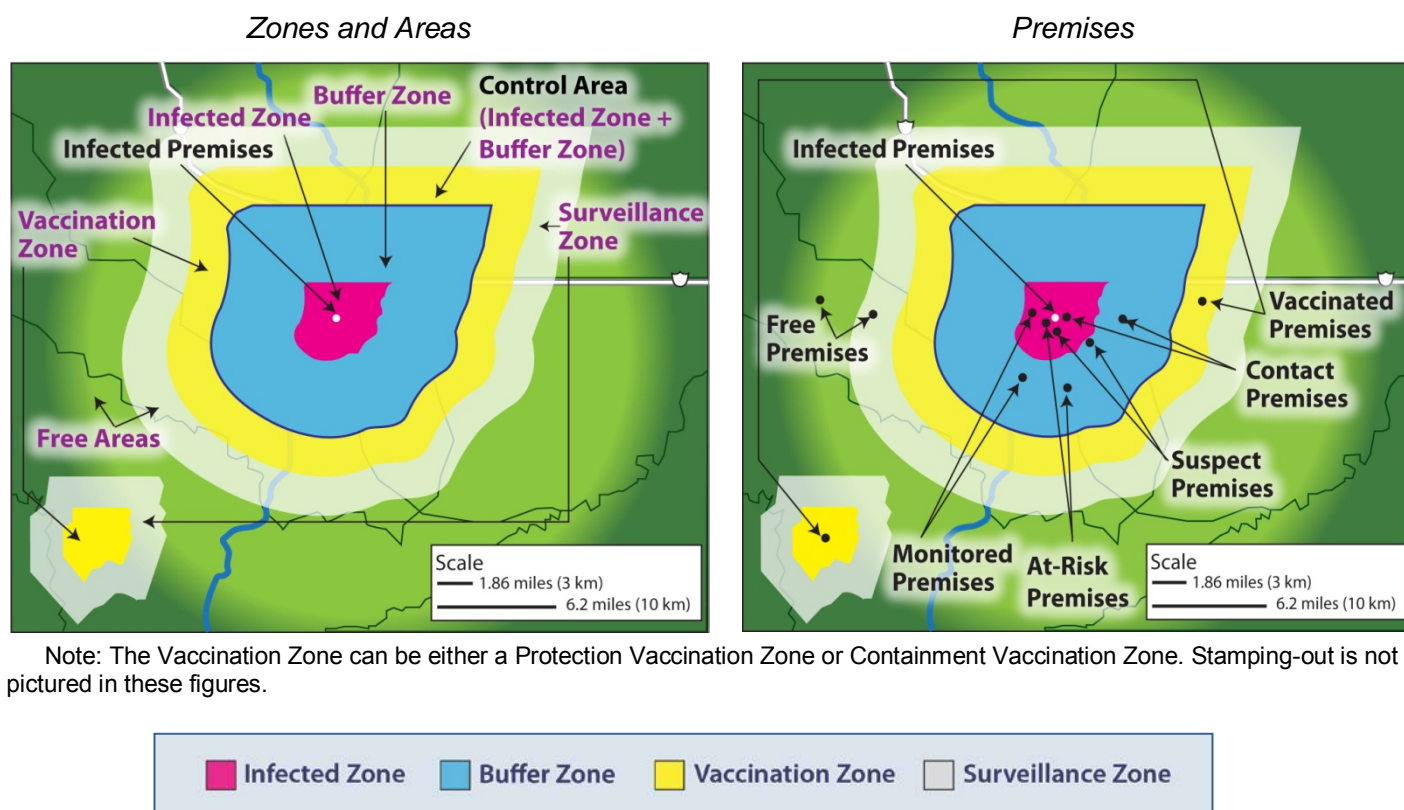 Zones and Areas
Premises
Buffer Zone
Control Area
(Infected Zone +
Buffer Zone)
Infected Zone
Infected Premises
Vaccination
Zone
Surveillance
Zone
Free Areas
Scale
1.86 miles (3 km)
6.2 miles (10 km)
Infected Premises
Free
Premises
Vaccinated
Premises
Contact
Premises
Suspect
Premises
Monitored
Premises
At-Risk
Premises
Scale
1.86 miles (3 km)
6.2 miles (10 km)
Note: The Vaccination Zone can be either a Protection Vaccination Zone or Containment Vaccination Zone. Stamping-out is not
pictured in these figures.
Infected Zone Buffer Zone Vaccination Zone Surveillance Zone